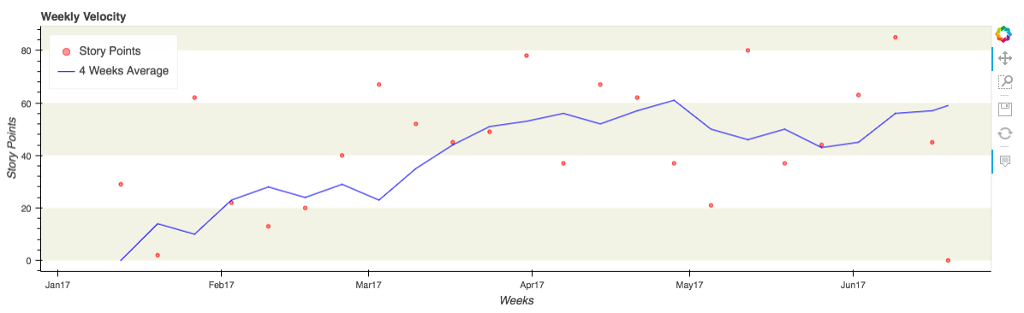 Weekly Velocity
Story Points
4 Weeks Average
Story Points
80
60
40
20
0
Jan17 Feb17 Mar17 Apr17 May17 Jun17
Weeks